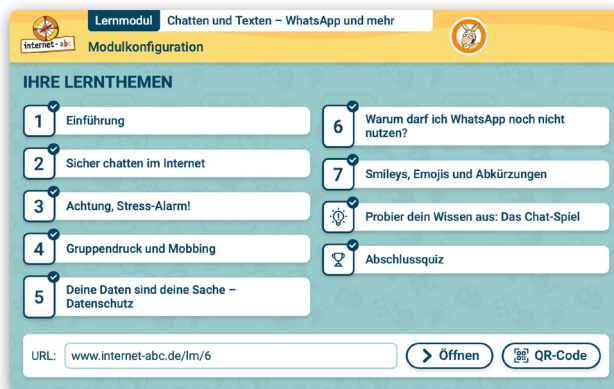 Lernmodul Chatten und Texten – WhatsApp und mehr
internet-abc
Modulkonfiguration
IHRE LERNTHEMEN
1 Einführung
2 Sicher chatten im Internet
3 Achtung, Stress-Alarm!
4 Gruppendruck und Mobbing
5 Deine Daten sind deine Sache –
Datenschutz
6 Warum darf ich WhatsApp noch nicht
nutzen?
7 Smileys, Emojis und Abkürzungen
Probier dein Wissen aus: Das Chat-Spiel
Abschlussquiz
URL: www.internet-abc.de/lm/6
Öffnen
QR-Code